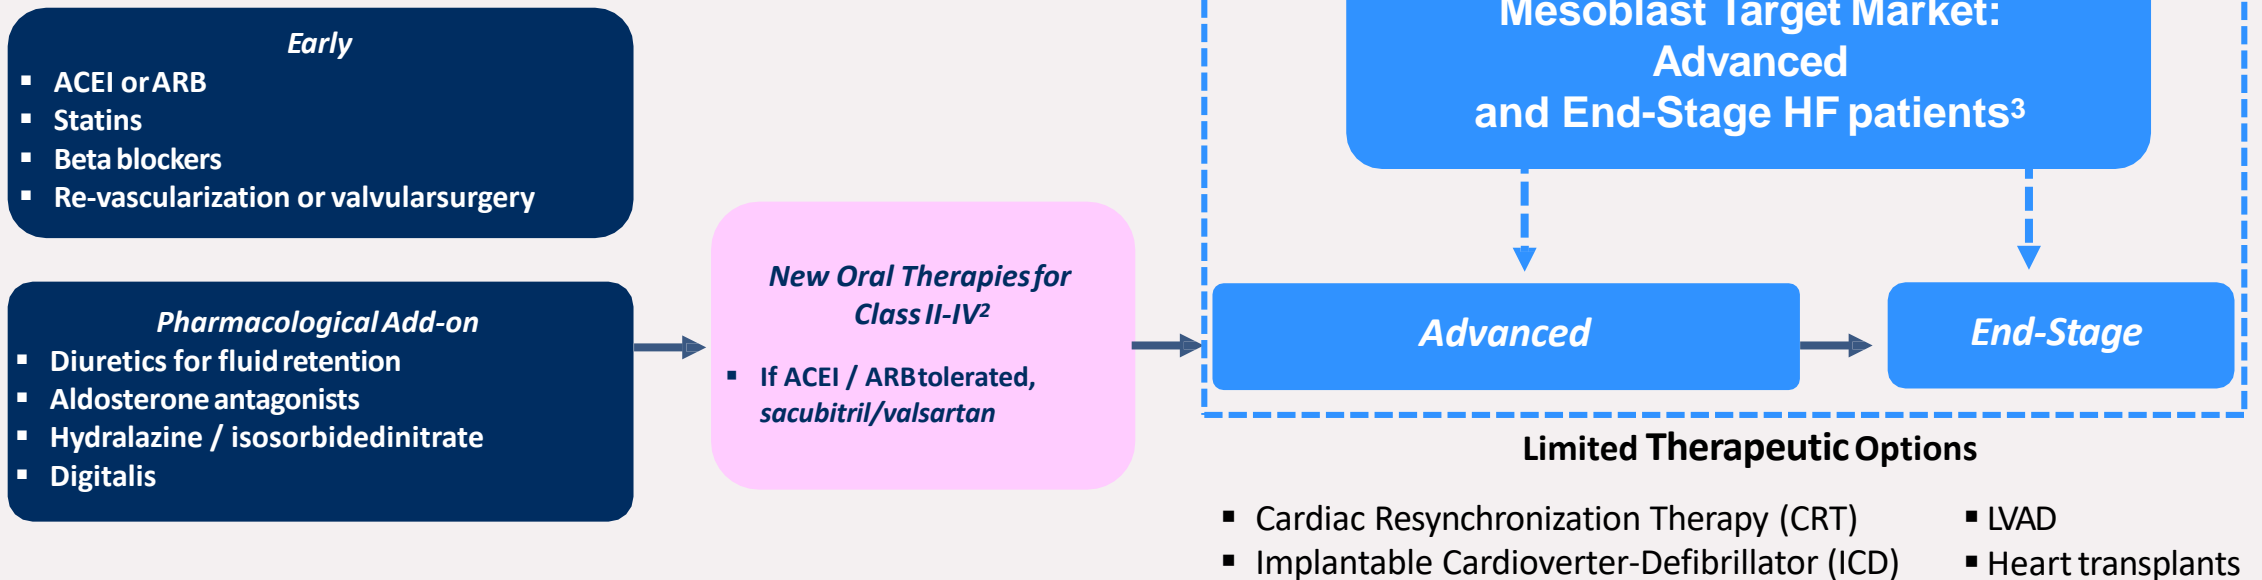 Early
▪ ACEI or ARB
▪ Statins
▪ Beta blockers
▪ Re-vascularization or valvularsurgery
Pharmacological Add-on
▪ Diuretics for fluid retention
▪ Aldosterone antagonists
▪ Hydralazine / isosorbidedinitrate
▪ Digitalis
New Oral Therapies for
Class II-IV²
▪ If ACEI / ARB tolerated,
sacubitril/valsartan
Mesoblast Target Market:
Advanced
and End-Stage HF patients³
Advanced
End-Stage
Limited Therapeutic Options
▪ Cardiac Resynchronization Therapy (CRT)
▪ Implantable Cardioverter-Defibrillator (ICD)
▪ LVAD
▪ Heart transplants